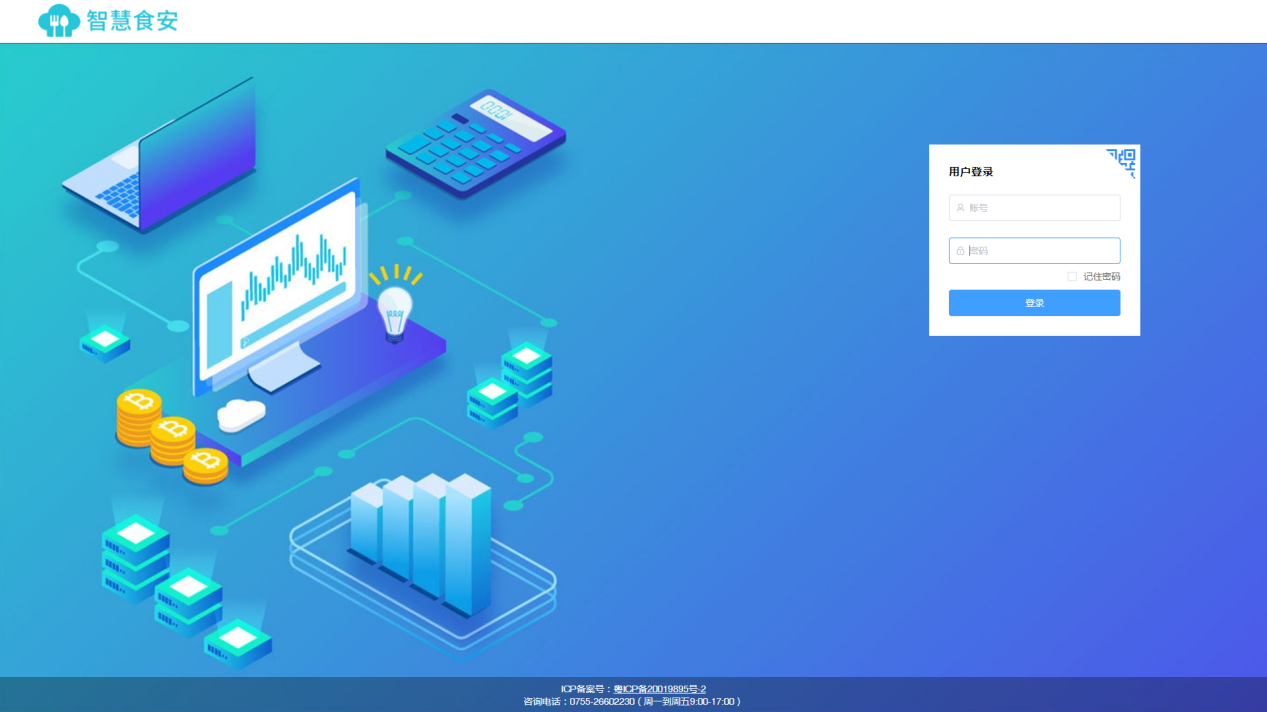 智慧食安
用户登录
账号
密码
记住密码
登录
ICP备案号：粤ICP备20019895号-2
咨询电话：0755-26602230（周一到周五9:00-17:00）